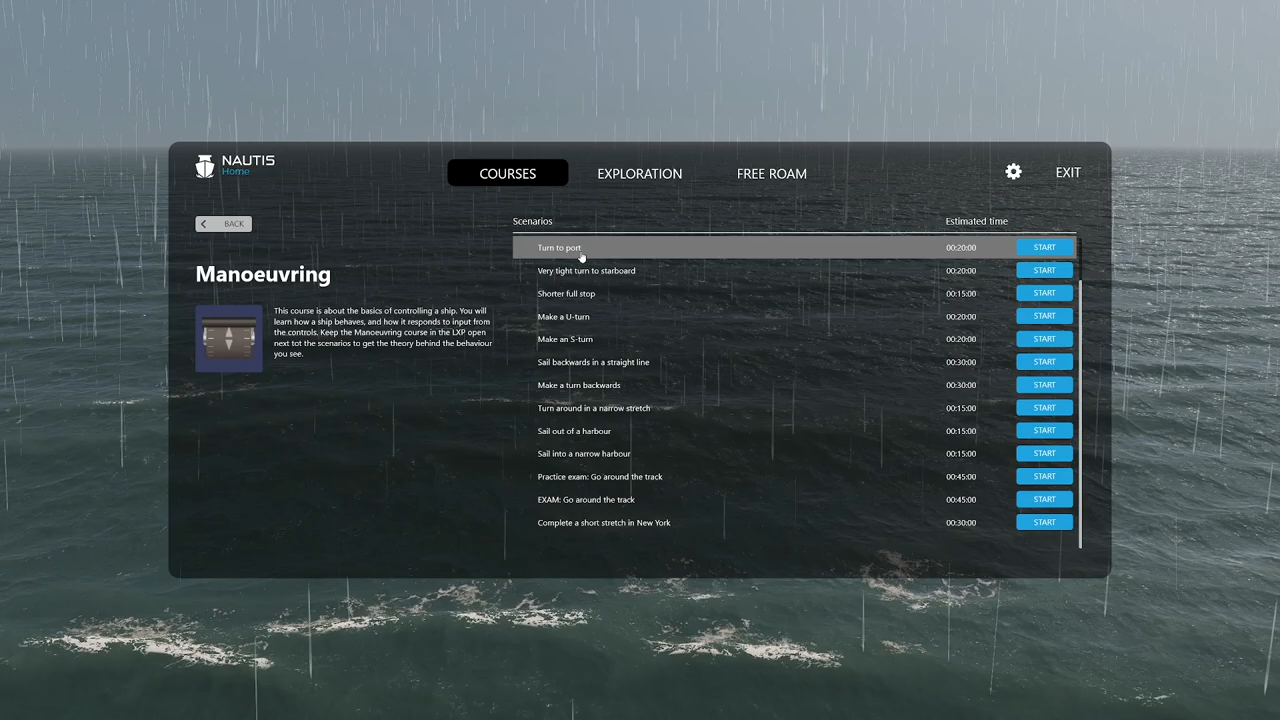 NAUTIS
Home
COURSES
EXPLORATION
FREE ROAM
EXIT
BACK
Manoeuvring
This course is about the basics of controlling a ship. You will
learn how a ship behaves, and how it responds to input from
the controls. Keep the Manoeuvring course in the LXP open
next tot the scenarios to get the theory behind the behaviour
you see.
Scenarios Estimated time
Turn to port 00:20:00 START
Very tight turn to starboard 00:20:00 START
Shorter full stop 00:15:00 START
Make a U-turn 00:20:00 START
Make an S-turn 00:20:00 START
Sail backwards in a straight line 00:30:00 START
Make a turn backwards 00:30:00 START
Turn around in a narrow stretch 00:15:00 START
Sail out of a harbour 00:15:00 START
Sail into a narrow harbour 00:15:00 START
Practice exam: Go around the track 00:45:00 START
EXAM: Go around the track 00:45:00 START
Complete a short stretch in New York 00:30:00 START